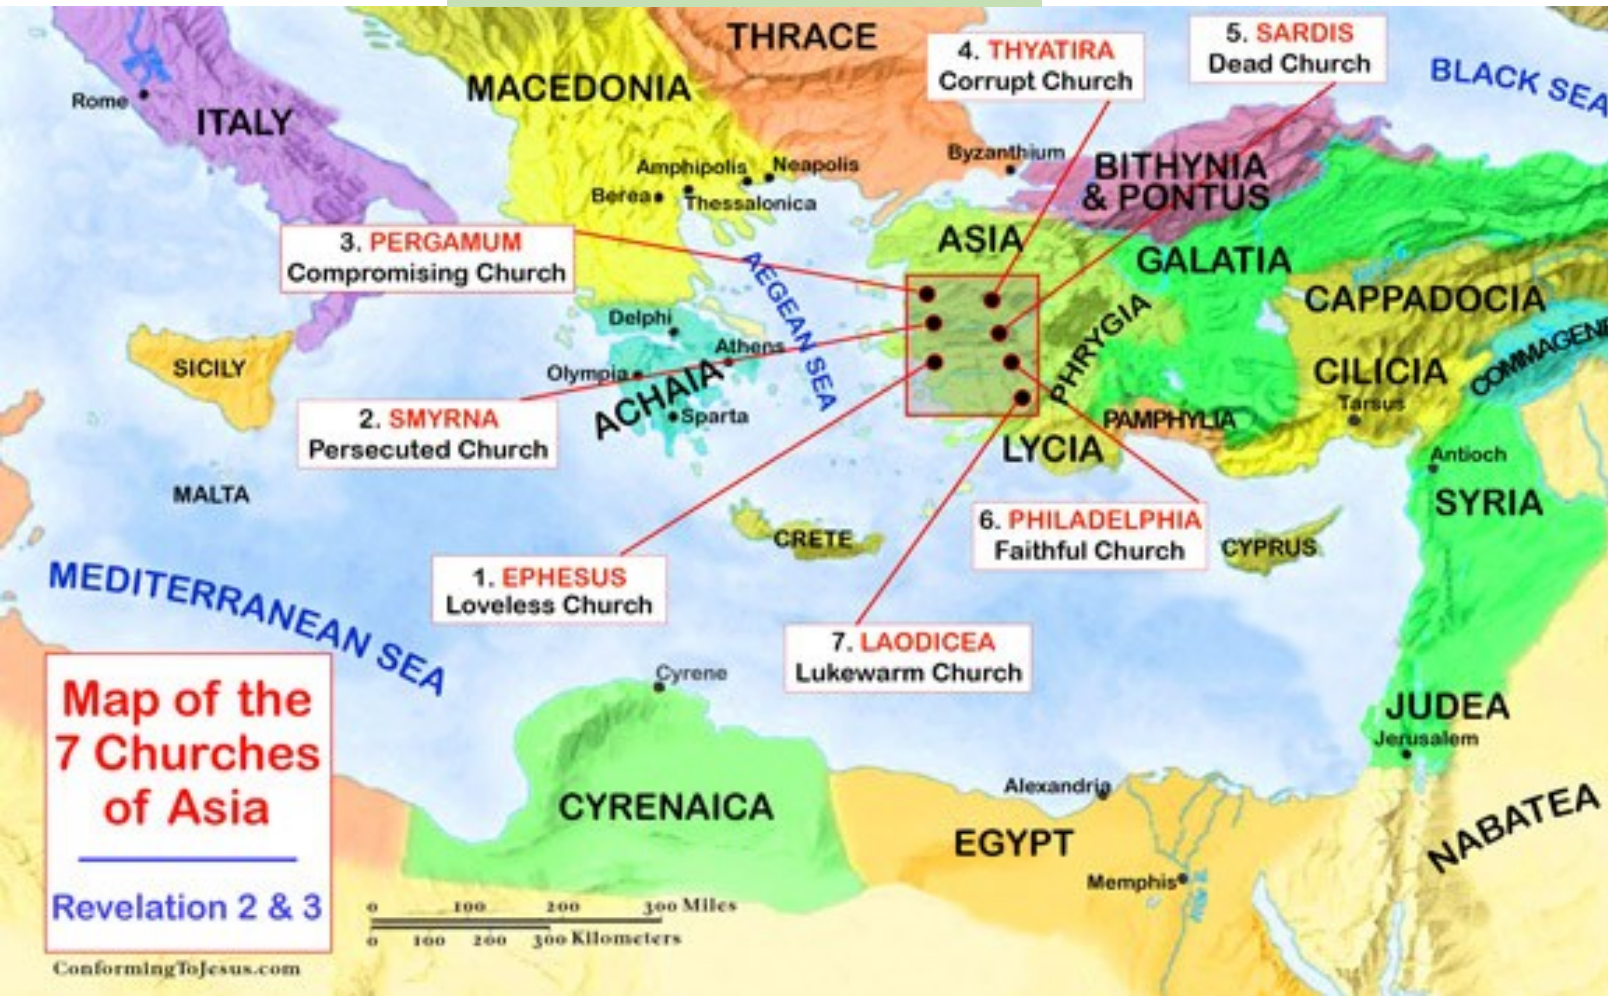 THRACE
4. THYATIRA
Corrupt Church
5. SARDIS
Dead Church
BLACK SEA
MACEDONIA
Rome
ITALY
Amphipolis
Neapolis
Berea
Thessalonica
Byzantium
BITHYNIA
& PONTUS
3. PERGAMUM
Compromising Church
ASIA
AEGEAN SEA
GALATIA
CAPPADOCIA
COMMAGENE
PHRYGIA
Delphi
Athens
Olympia
ACHAIA
Sparta
SICILY
CILICIA
Tarsus
2. SMYRNA
Persecuted Church
PAMPHYLIA
LYCIA
Antioch
SYRIA
MALTA
CRETE
6. PHILADELPHIA
Faithful Church
CYPRUS
1. EPHESUS
Loveless Church
MEDITERRANEAN SEA
7. LAODICEA
Lukewarm Church
Cyrene
JUDEA
Jerusalem
Map of the
7 Churches
of Asia
Revelation 2 & 3
CYRENAICA
Alexandria
EGYPT
Memphis
NABATEA
0 100 200 300 Miles
0 100 200 300 Kilometers
ConformingToJesus.com